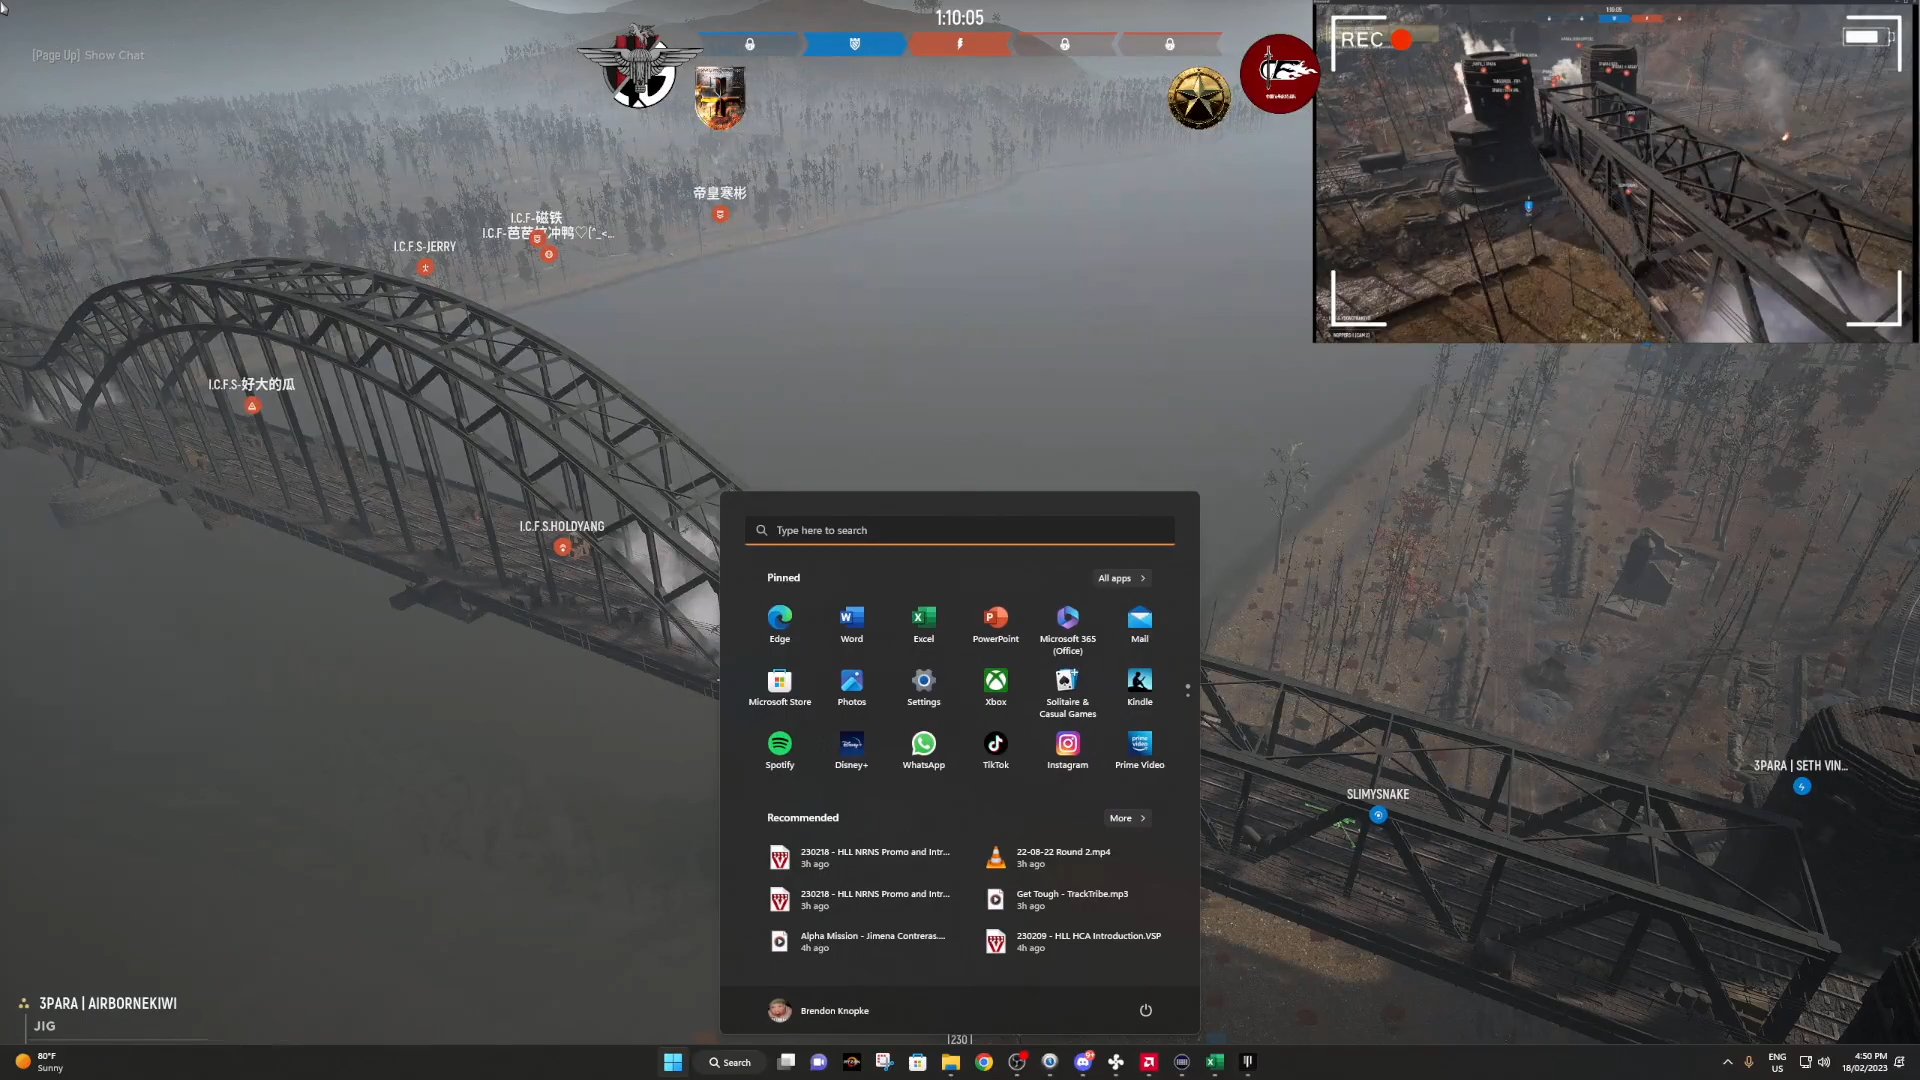 [Page Up] Show Chat
1:10:05
1:10:05
REC
帝皇寒彬
I.C.F-磁铁
I.C.F.S-JERRY
I.C.F.S-好大的瓜
I.C.F.S.HOLDYANG
Type here to search
Pinned
All apps
Edge
Word
Excel
PowerPoint
Microsoft 365 (Office)
Mail
Microsoft Store
Photos
Settings
Xbox
Solitaire & Casual Games
Kindle
Spotify
Disney+
WhatsApp
TikTok
Instagram
Prime Video
Recommended
More
230218 - HLL NRNS Promo and Intr...
3h ago
22-08-22 Round 2.mp4
3h ago
230218 - HLL NRNS Promo and Intr...
3h ago
Get Tough - TrackTribe.mp3
3h ago
Alpha Mission - Jimena Contreras....
4h ago
230209 - HLL HCA Introduction.VSP
4h ago
Brendon Knopke
SLIMYSNAKE
3PARA | SETH VIN...
3PARA | AIRBORNEKIWI
JIG
|230|
80°F
Sunny
Search
ENG
US
4:50 PM
18/02/2023